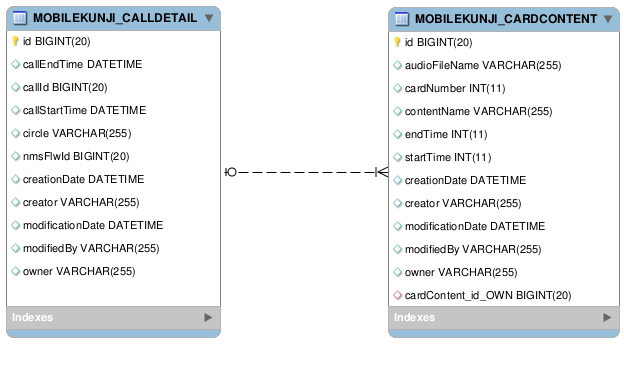 MOBILEKUNJI_CALLDETAIL
id BIGINT(20)
callEndTime DATETIME
callId BIGINT(20)
callStartTime DATETIME
circle VARCHAR(255)
nmsFlwId BIGINT(20)
creationDate DATETIME
creator VARCHAR(255)
modificationDate DATETIME
modifiedBy VARCHAR(255)
owner VARCHAR(255)
Indexes
MOBILEKUNJI_CARDCONTENT
id BIGINT(20)
audioFileName VARCHAR(255)
cardNumber INT(11)
contentName VARCHAR(255)
endTime INT(11)
startTime INT(11)
creationDate DATETIME
creator VARCHAR(255)
modificationDate DATETIME
modifiedBy VARCHAR(255)
owner VARCHAR(255)
cardContent_id_OWN BIGINT(20)
Indexes